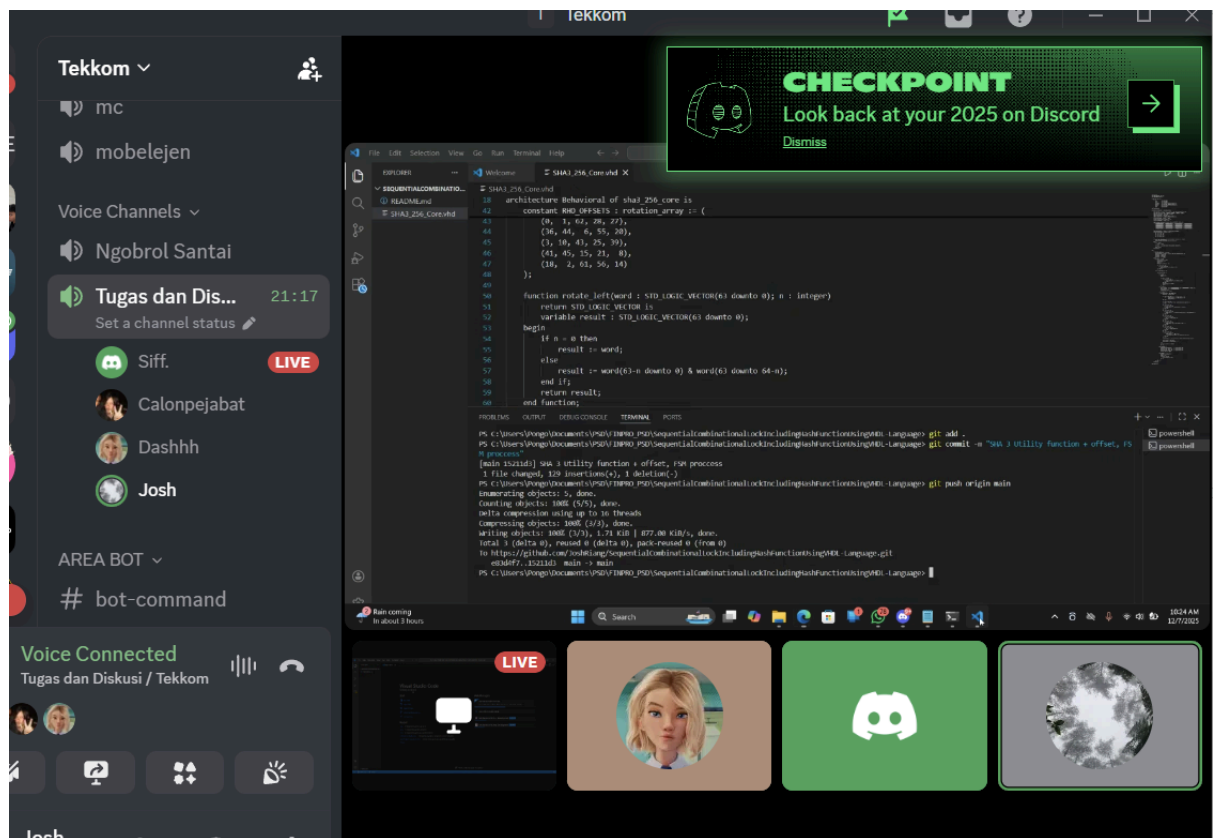 Tekkom
Tekkom
mc
mobelejen
Voice Channels
Ngobrol Santai
Tugas dan Dis... 21:17
Set a channel status
Siff. LIVE
Calonpejabat
Dashhh
Josh
AREA BOT
# bot-command
Voice Connected
Tugas dan Diskusi / Tekkom
Josh
CHECKPOINT
Look back at your 2025 on Discord
Dismiss
File Edit Selection View Go Run Terminal Help
EXPLORER
SEQUENTIALCOMBINATIO...
README.md
SHA3_256_Core.vhd
Welcome SHA3_256_Core.vhd
SHA3_256_Core.vhd
18 architecture Behavioral of sha3_256_core is
42 constant RHO_OFFSETS : rotation_array := (
43 (0, 1, 62, 28, 27),
44 (36, 44, 6, 55, 20),
45 (3, 10, 43, 25, 39),
46 (41, 45, 15, 21, 8),
47 (18, 2, 61, 56, 14)
48 );
49
50 function rotate_left(word : STD_LOGIC_VECTOR(63 downto 0); n : integer)
51 return STD_LOGIC_VECTOR is
52 variable result : STD_LOGIC_VECTOR(63 downto 0);
53 begin
54 if n = 0 then
55 result := word;
56 else
57 result := word(63-n downto 0) & word(63 downto 64-n);
58 end if;
59 return result;
60 end function;
PROBLEMS OUTPUT DEBUG CONSOLE TERMINAL PORTS
powershell
powershell
PS C:\Users\Pongo\Documents\PSD\FINPRO_PSD\SequentialCombinationalLockIncludingHashFunctionUsingVHDL-Language> git add .
PS C:\Users\Pongo\Documents\PSD\FINPRO_PSD\SequentialCombinationalLockIncludingHashFunctionUsingVHDL-Language> git commit -m "SHA 3 Utility function + offset, FS
M proccess"
[main 15211d3] SHA 3 Utility function + offset, FSM proccess
1 file changed, 129 insertions(+), 1 deletion(-)
PS C:\Users\Pongo\Documents\PSD\FINPRO_PSD\SequentialCombinationalLockIncludingHashFunctionUsingVHDL-Language> git push origin main
Enumerating objects: 5, done.
Counting objects: 100% (5/5), done.
Delta compression using up to 16 threads
Compressing objects: 100% (3/3), done.
Writing objects: 100% (3/3), 1.71 KiB | 877.00 KiB/s, done.
Total 3 (delta 0), reused 0 (delta 0), pack-reused 0 (from 0)
To https://github.com/JoshRiang/SequentialCombinationalLockIncludingHashFunctionUsingVHDL-Language.git
e83d4f7..15211d3 main -> main
PS C:\Users\Pongo\Documents\PSD\FINPRO_PSD\SequentialCombinationalLockIncludingHashFunctionUsingVHDL-Language>
Rain coming
In about 3 hours
Search
10:24 AM
12/7/2025
LIVE